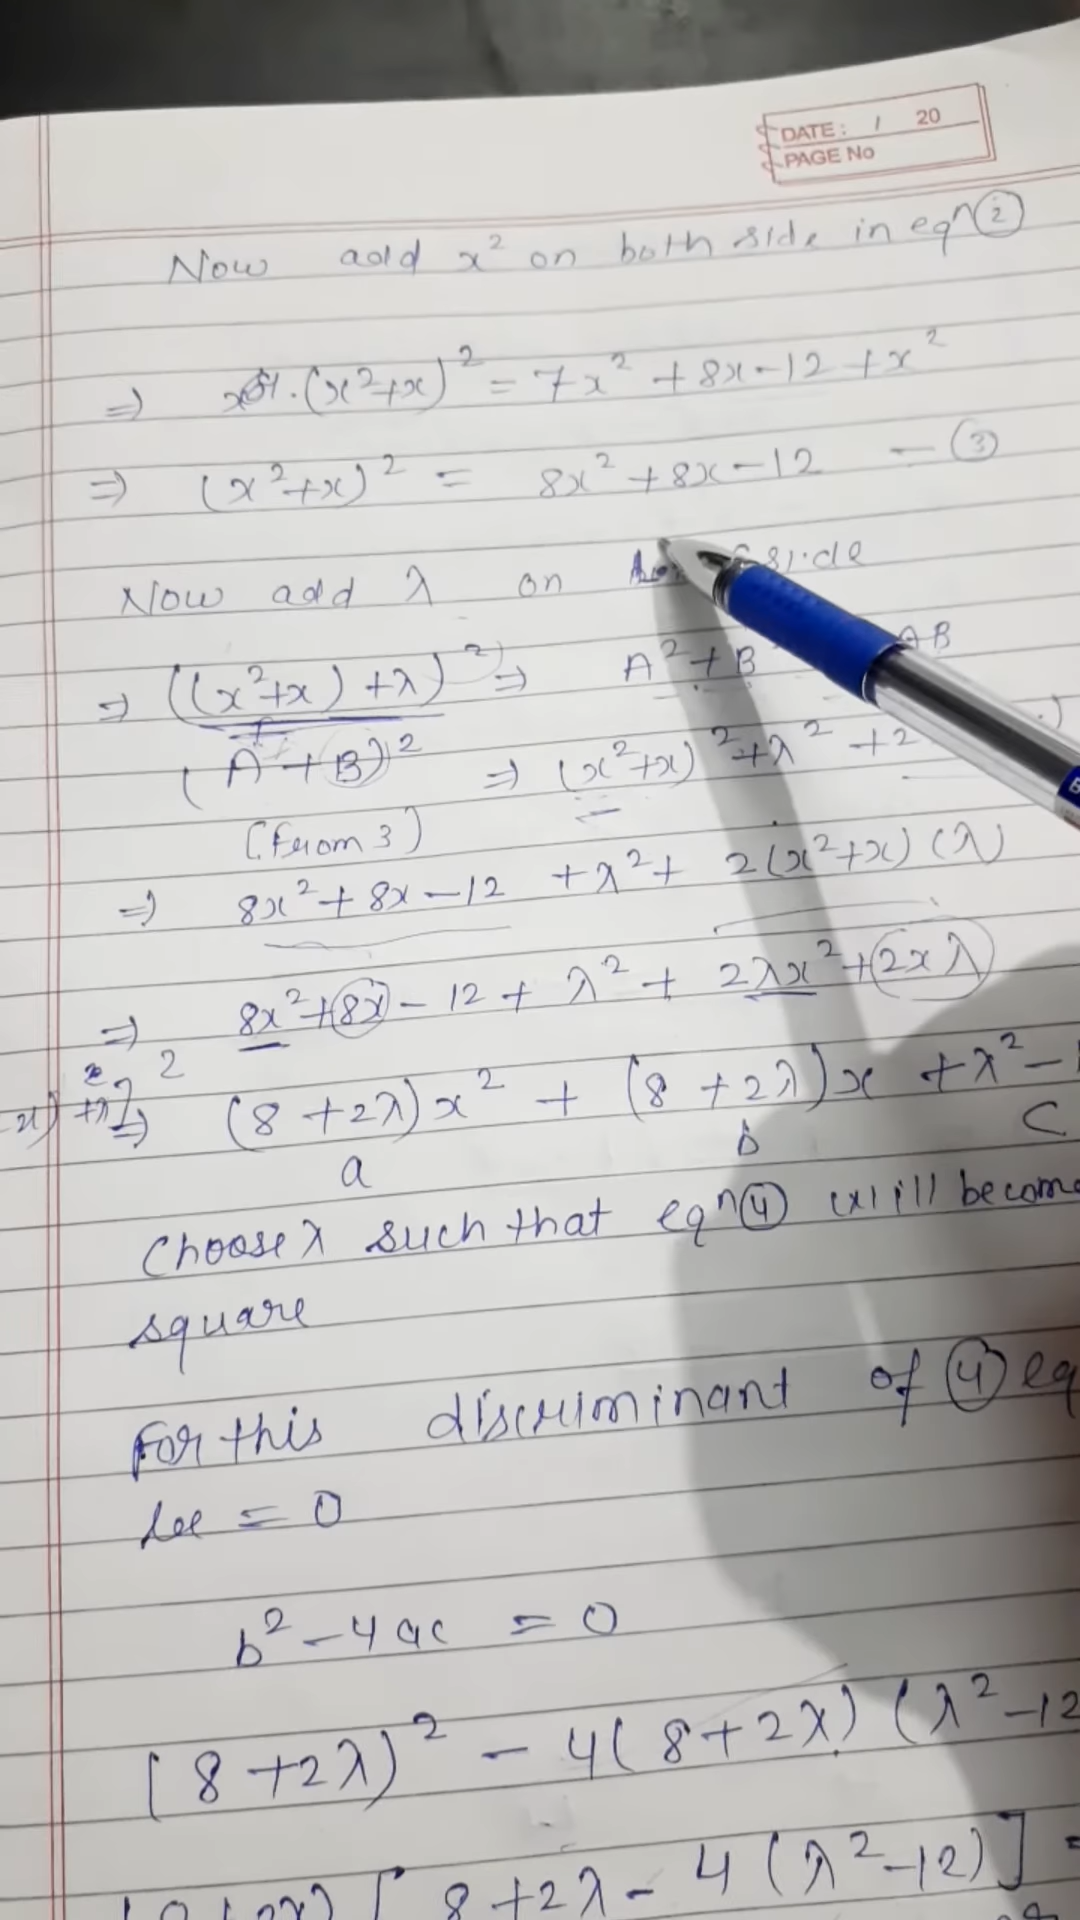 DATE: / 20
PAGE No
Now add x² on both side in eqⁿ ②
⇒ (x²+x)² = 7x² + 8x - 12 + x²
⇒ (x²+x)² = 8x² + 8x - 12 — ③
Now add λ on side
⇒ ((x²+x) + λ)² ⇒ A² + B AB
(A + B)² ⇒ (x²+x)² + λ² + 2
(From 3)
⇒ 8x² + 8x - 12 + λ² + 2(x²+x)(λ)
⇒ 8x² + 8x - 12 + λ² + 2λx² + 2xλ
x) + λ]² ⇒ (8 + 2λ)x² + (8 + 2λ)x + λ² -
a b c
Choose λ such that eqⁿ ④ will become
square
For this discriminant of ④ eq
= 0
b² - 4ac = 0
[8 + 2λ)² - 4(8 + 2λ)(λ² - 12
[8 + 2λ - 4(λ² - 12)] =